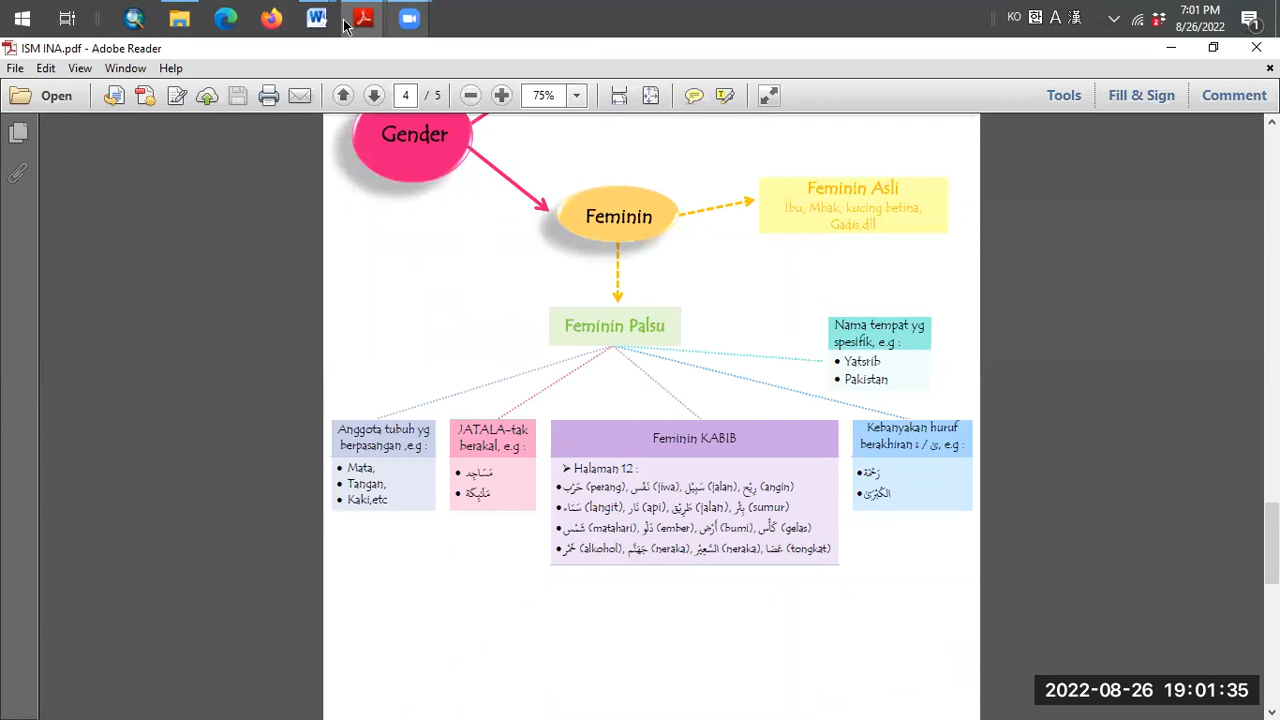 KO 한 A 漢
7:01 PM
8/26/2022
ISM INA.pdf - Adobe Reader
File Edit View Window Help
Open 4 / 5 75% Tools Fill & Sign Comment
Gender
Feminin
Feminin Asli
Ibu, Mbak, kucing betina,
Gadis.dll
Feminin Palsu
Nama tempat yg
spesifik, e.g :
• Yatsrib
• Pakistan
Anggota tubuh yg
berpasangan ,e.g :
• Mata,
• Tangan,
• Kaki,etc
JATALA-tak
berakal, e.g :
• مَسَاجِد
• مَلَئِكَة
Feminin KABIB
➢ Halaman 12 :
• حَرْب (perang), نَفْس (jiwa), سَبِيْل (jalan), رِيْح (angin)
• سَمَاء (langit), نَار (api), طَرِيْق (jalan), بِئْر (sumur)
• شَمْس (matahari), دَلْو (ember), أَرْض (bumi), كَأْس (gelas)
• خَمْر (alkohol), جَهَنَّم (neraka), السَّعِيْر (neraka), عَصَا (tongkat)
Kebanyakan huruf
berakhiran ة / ى, e.g :
• رَحْمَة
• الكُبْرَىٰ
2022-08-26 19:01:35